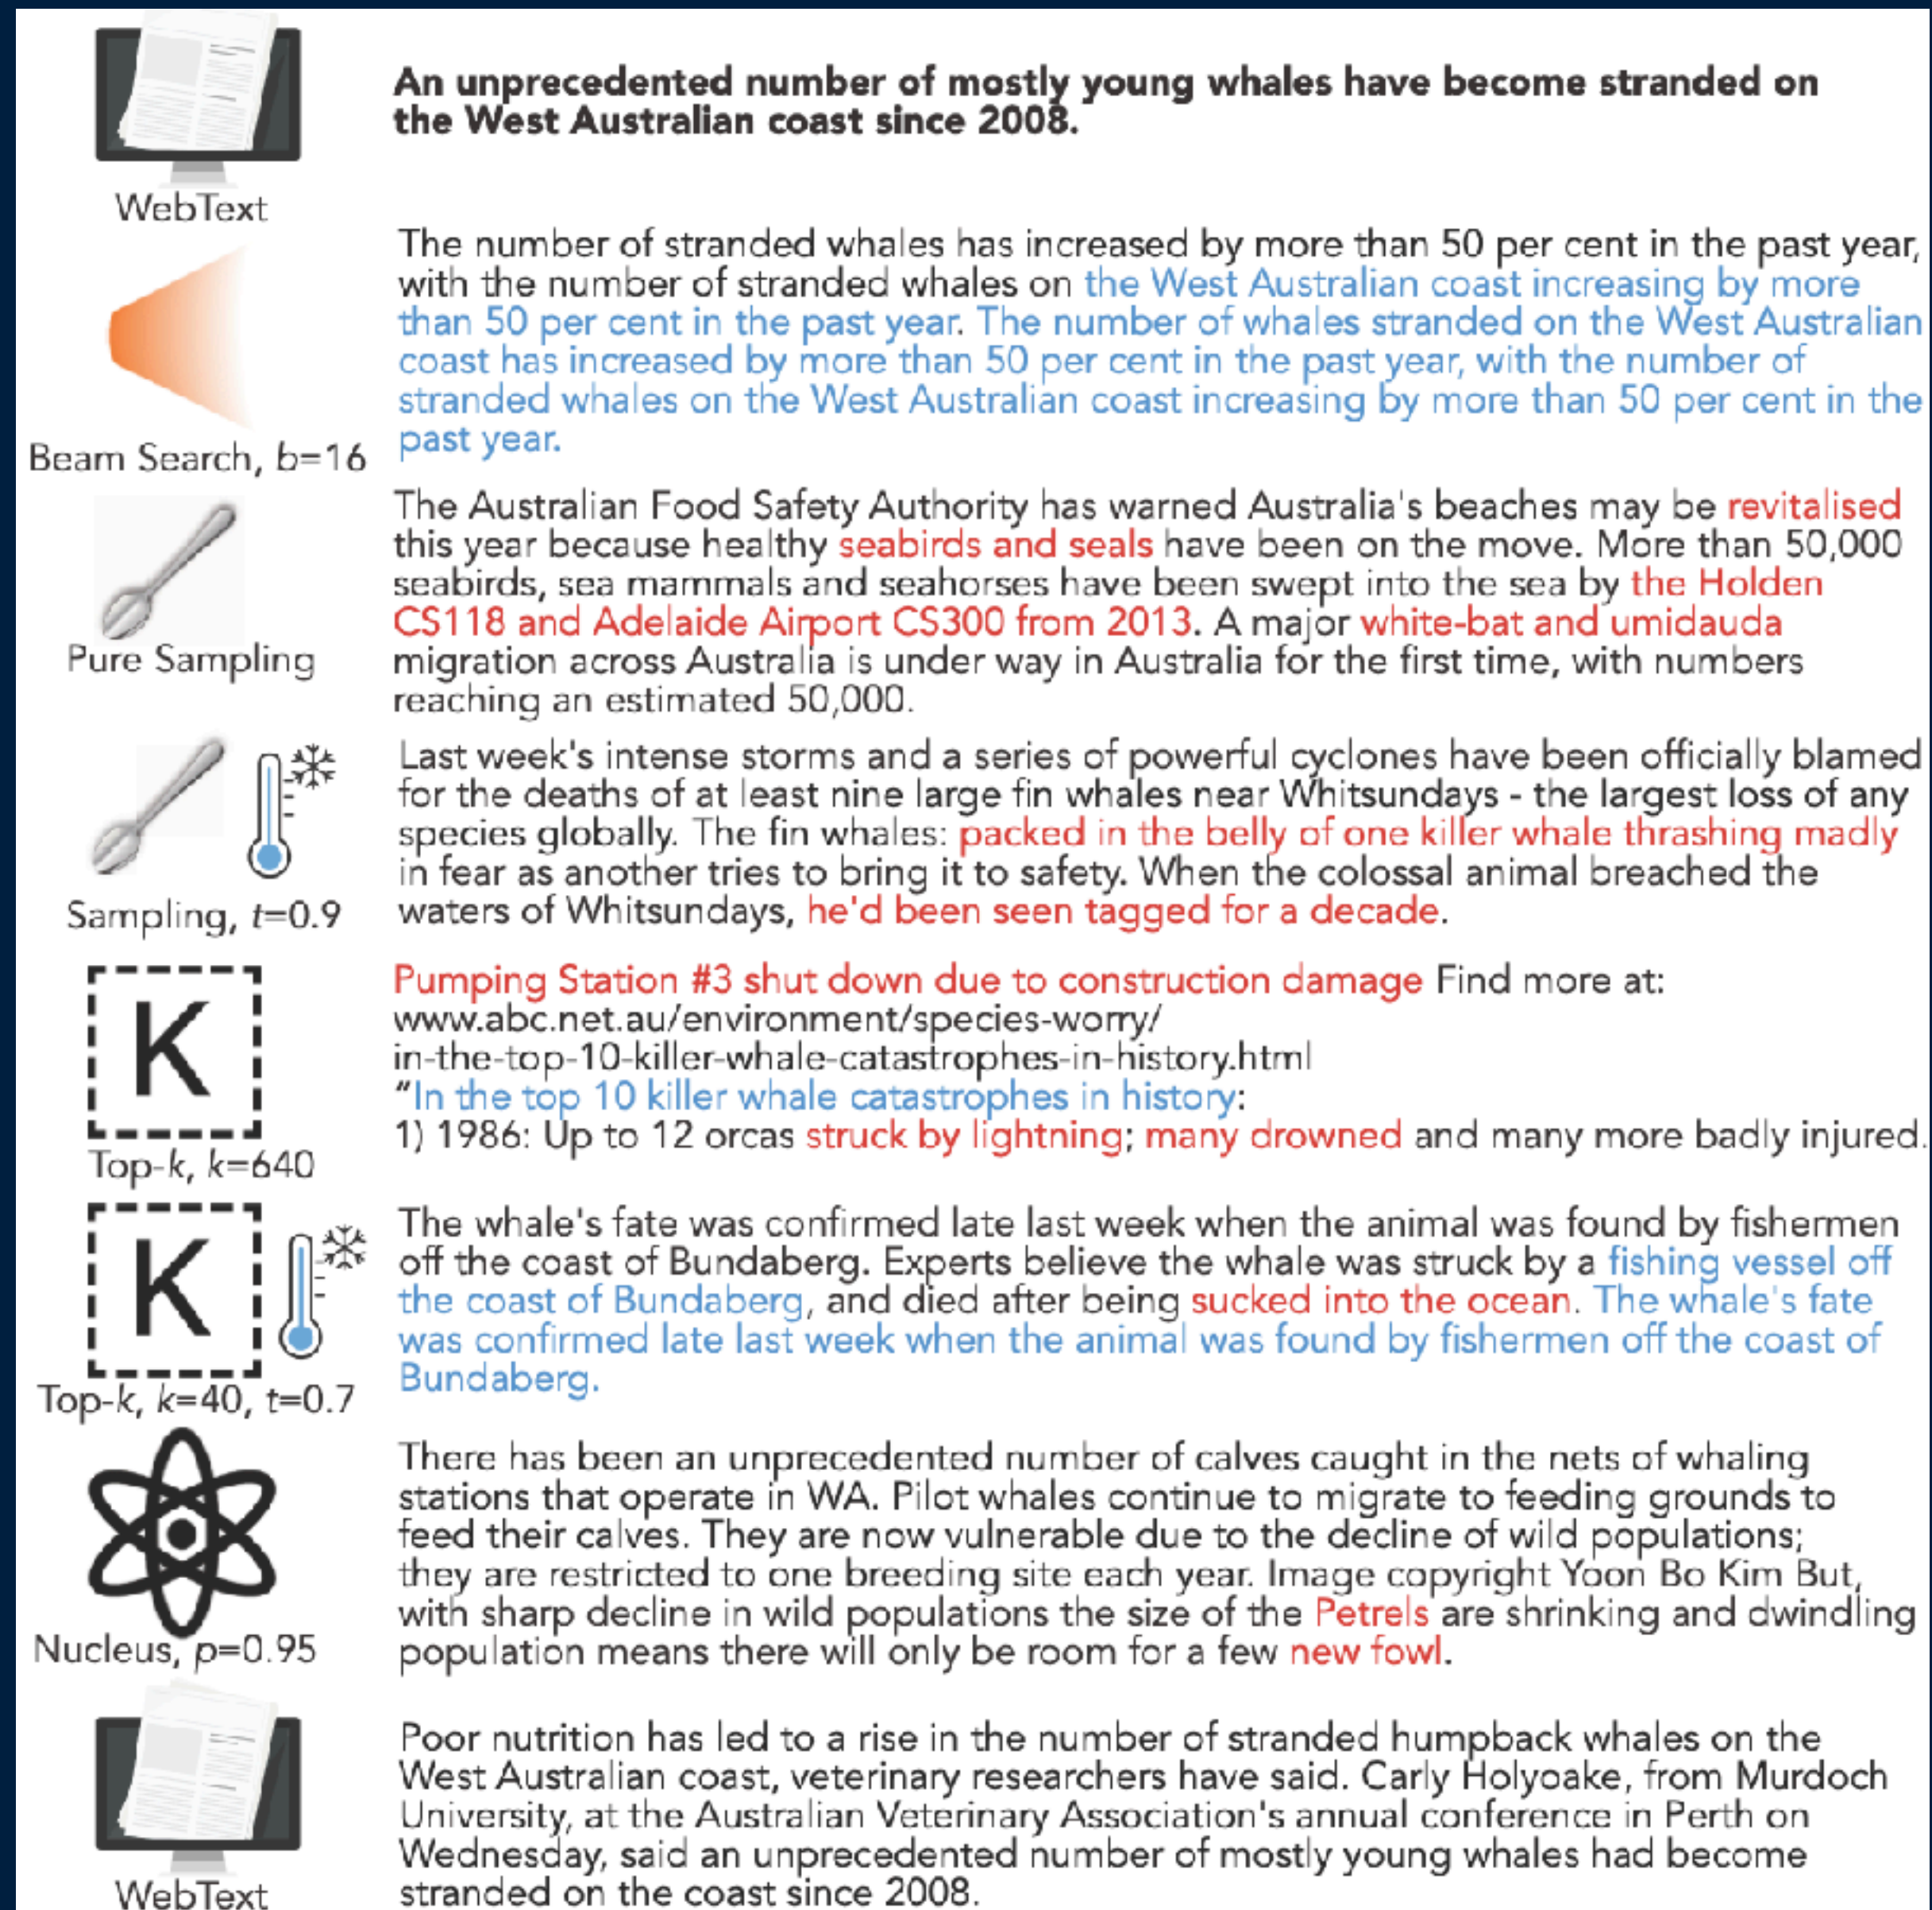 An unprecedented number of mostly young whales have become stranded on
the West Australian coast since 2008.
WebText
The number of stranded whales has increased by more than 50 per cent in the past year,
with the number of stranded whales on the West Australian coast increasing by more
than 50 per cent in the past year. The number of whales stranded on the West Australian
coast has increased by more than 50 per cent in the past year, with the number of
stranded whales on the West Australian coast increasing by more than 50 per cent in the
past year.
Beam Search, b=16
The Australian Food Safety Authority has warned Australia's beaches may be revitalised
this year because healthy seabirds and seals have been on the move. More than 50,000
seabirds, sea mammals and seahorses have been swept into the sea by the Holden
CS118 and Adelaide Airport CS300 from 2013. A major white-bat and umidauda
migration across Australia is under way in Australia for the first time, with numbers
reaching an estimated 50,000.
Pure Sampling
Last week's intense storms and a series of powerful cyclones have been officially blamed
for the deaths of at least nine large fin whales near Whitsundays - the largest loss of any
species globally. The fin whales: packed in the belly of one killer whale thrashing madly
in fear as another tries to bring it to safety. When the colossal animal breached the
waters of Whitsundays, he'd been seen tagged for a decade.
Sampling, t=0.9
Pumping Station #3 shut down due to construction damage Find more at:
www.abc.net.au/environment/species-worry/
in-the-top-10-killer-whale-catastrophes-in-history.html
"In the top 10 killer whale catastrophes in history:
1) 1986: Up to 12 orcas struck by lightning; many drowned and many more badly injured.
K
Top-k, k=640
The whale's fate was confirmed late last week when the animal was found by fishermen
off the coast of Bundaberg. Experts believe the whale was struck by a fishing vessel off
the coast of Bundaberg, and died after being sucked into the ocean. The whale's fate
was confirmed late last week when the animal was found by fishermen off the coast of
Bundaberg.
K
Top-k, k=40, t=0.7
There has been an unprecedented number of calves caught in the nets of whaling
stations that operate in WA. Pilot whales continue to migrate to feeding grounds to
feed their calves. They are now vulnerable due to the decline of wild populations;
they are restricted to one breeding site each year. Image copyright Yoon Bo Kim But,
with sharp decline in wild populations the size of the Petrels are shrinking and dwindling
population means there will only be room for a few new fowl.
Nucleus, p=0.95
Poor nutrition has led to a rise in the number of stranded humpback whales on the
West Australian coast, veterinary researchers have said. Carly Holyoake, from Murdoch
University, at the Australian Veterinary Association's annual conference in Perth on
Wednesday, said an unprecedented number of mostly young whales had become
stranded on the coast since 2008.
WebText